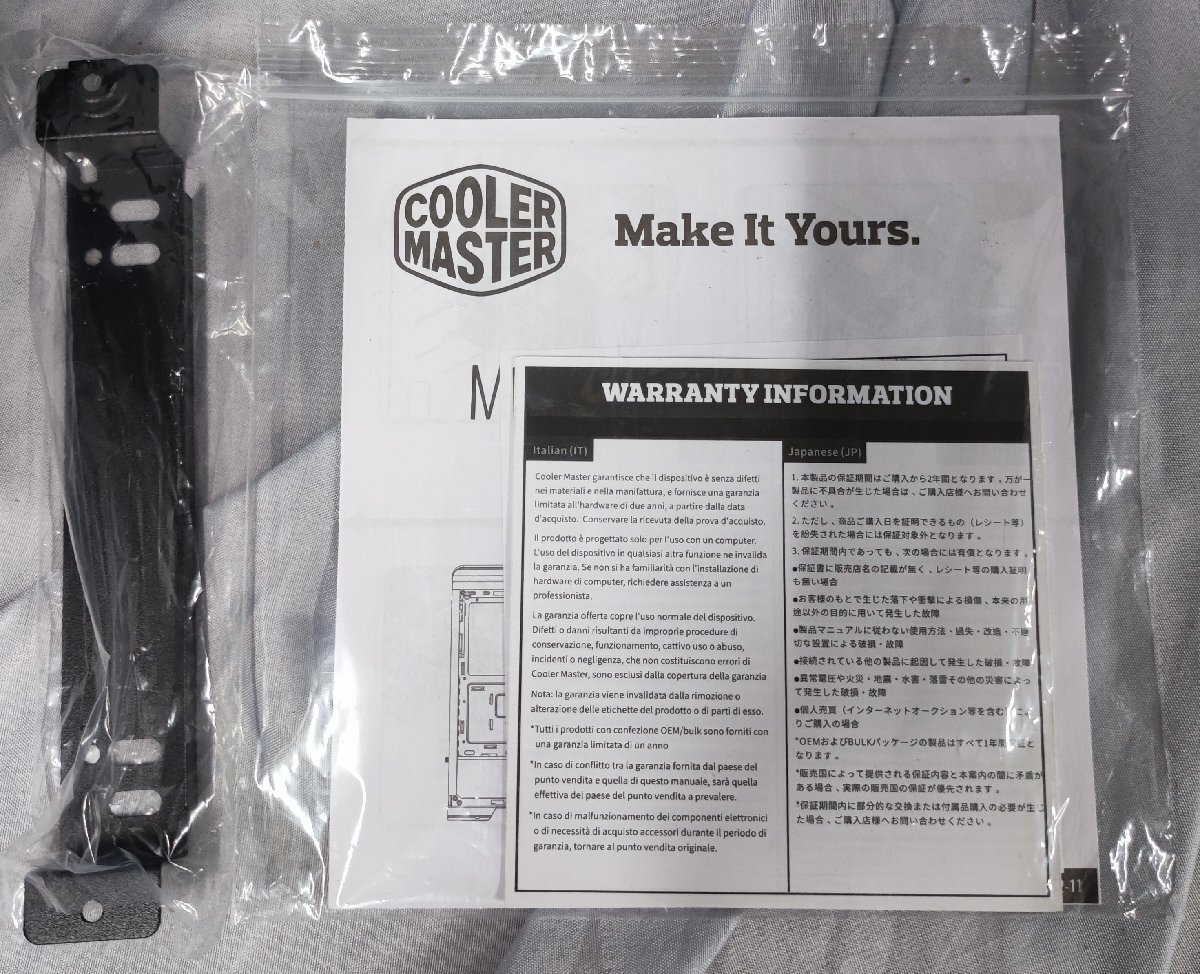 COOLER
MASTER
Make It Yours.
M
WARRANTY INFORMATION
Italian (IT)
Cooler Master garantisce che il dispositivo è senza difetti
nei materiali e nella manifattura, e fornisce una garanzia
limitata all'hardware di due anni, a partire dalla data
d'acquisto. Conservare la ricevuta della prova d'acquisto.
Il prodotto è progettato solo per l'uso con un computer.
L'uso del dispositivo in qualsiasi altra funzione ne invalida
la garanzia. Se non si ha familiarità con l'installazione di
hardware di computer, richiedere assistenza a un
professionista.
La garanzia offerta copre l'uso normale del dispositivo.
Difetti o danni risultanti da improprie procedure di
conservazione, funzionamento, cattivo uso o abuso,
incidenti o negligenza, che non costituiscono errori di
Cooler Master, sono esclusi dalla copertura della garanzia
Nota: la garanzia viene invalidata dalla rimozione o
alterazione delle etichette del prodotto o di parti di esso.
*Tutti i prodotti con confezione OEM/bulk sono forniti con
una garanzia limitata di un anno
*In caso di conflitto tra la garanzia fornita dal paese del
punto vendita e quella di questo manuale, sarà quella
effettiva del paese del punto vendita a prevalere.
*In caso di malfunzionamento dei componenti elettronici
o di necessità di acquisto accessori durante il periodo di
garanzia, tornare al punto vendita originale.
Japanese (JP)
1. 本製品の保証期間はご購入から2年間となります。万が一
製品に不具合が生じた場合は、ご購入店様へお問い合わせ
ください。
2. ただし、商品ご購入日を証明できるもの（レシート等）
を紛失された場合には保証対象外となります。
3. 保証期間内であっても、次の場合には有償となります。
●保証書に販売店名の記載が無く、レシート等の購入証明
も無い場合
●お客様のもとで生じた落下や衝撃による損傷、本来の用
途以外の目的に用いて発生した故障
●製品マニュアルに従わない使用方法・過失・改造・不適
切な設置による破損・故障
●接続されている他の製品に起因して発生した破損・故障
●異常電圧や火災・地震・水害・落雷その他の災害によっ
て発生した破損・故障
●個人売買（インターネットオークション等を含む）によ
りご購入の場合
*OEMおよびBULKパッケージの製品はすべて1年間保証と
なります。
*販売国によって提供される保証内容と本案内の間に矛盾が
ある場合、実際の販売国の保証が優先されます。
*保証期間内に部分的な交換または付属品購入の必要が生じ
た場合、ご購入店様へお問い合わせください。
-11